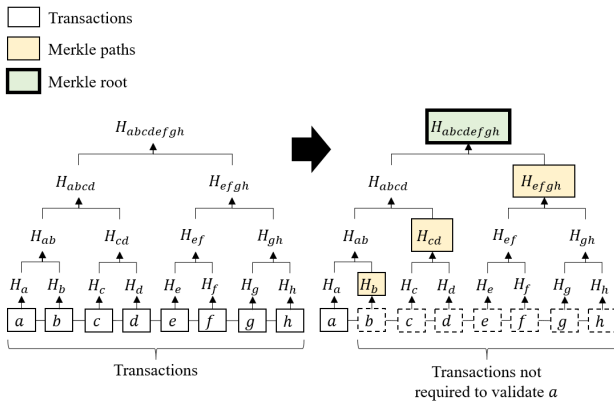 Transactions
Merkle paths
Merkle root
H_abcdefgh H_abcdefgh
H_abcd H_efgh H_abcd H_efgh
H_ab H_cd H_ef H_gh H_ab H_cd H_ef H_gh
H_a H_b H_c H_d H_e H_f H_g H_h H_a H_b H_c H_d H_e H_f H_g H_h
a b c d e f g h a b c d e f g h
Transactions
Transactions not
required to validate a